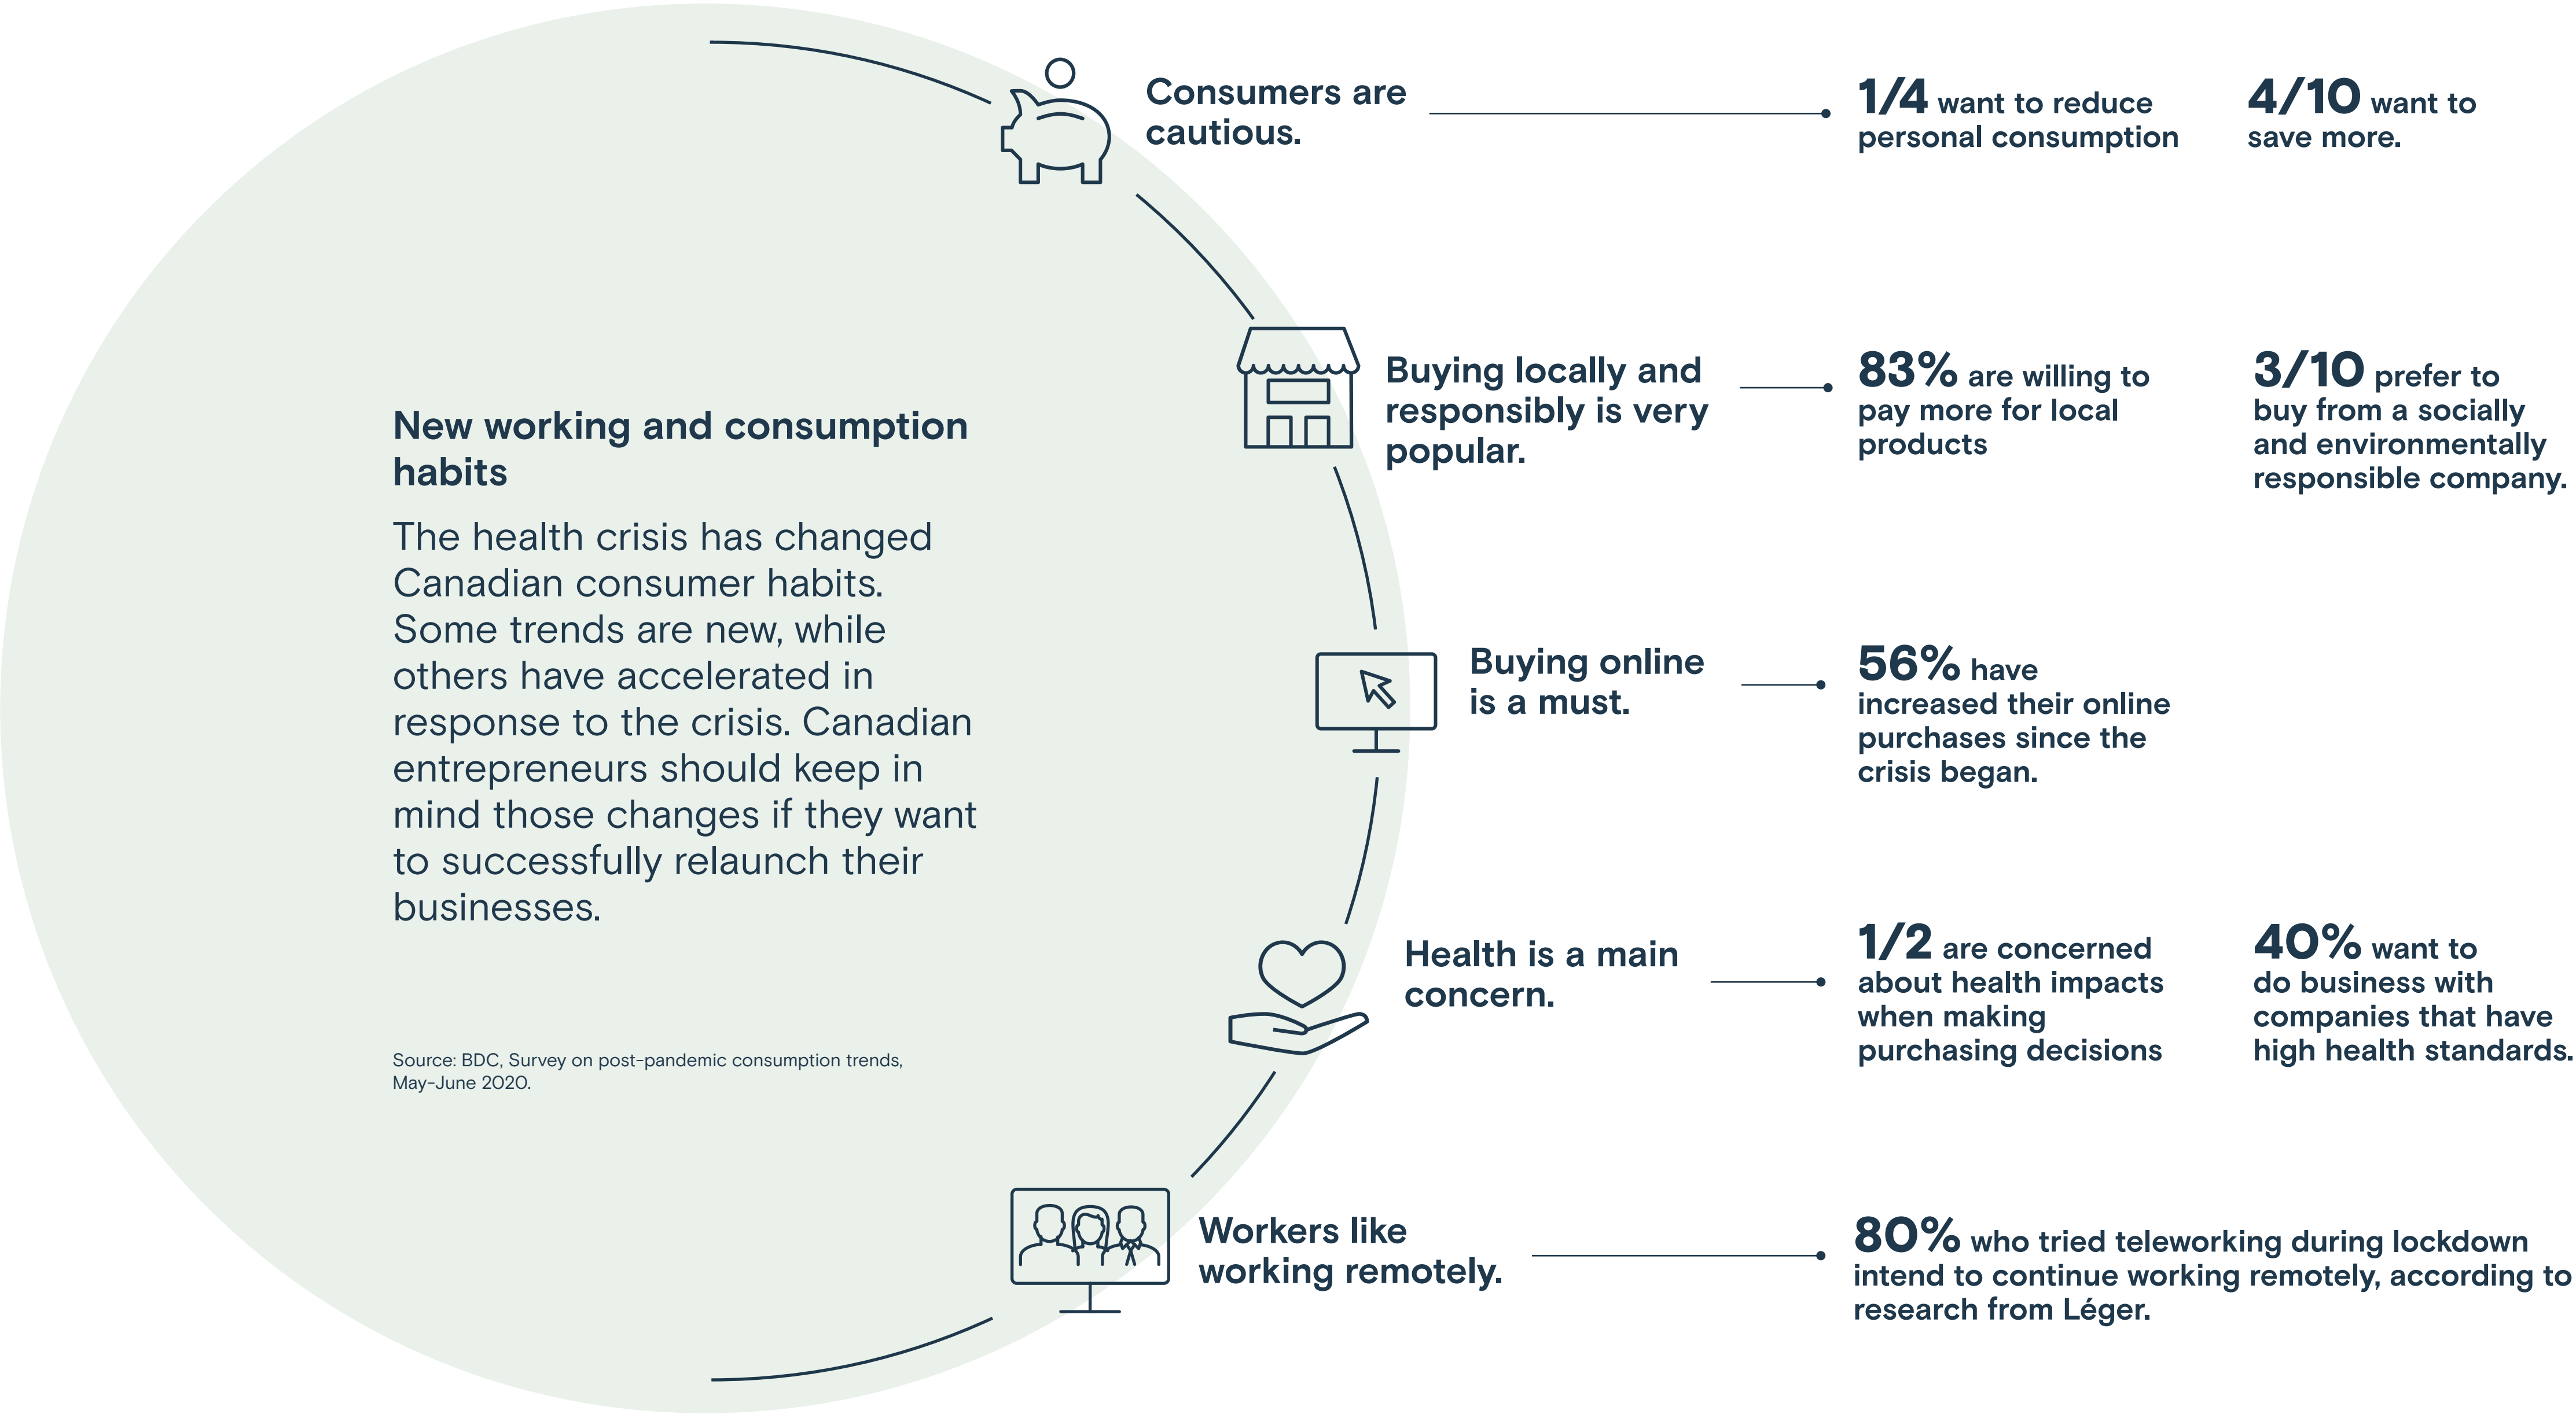 New working and consumption
habits
The health crisis has changed
Canadian consumer habits.
Some trends are new, while
others have accelerated in
response to the crisis. Canadian
entrepreneurs should keep in
mind those changes if they want
to successfully relaunch their
businesses.
Source: BDC, Survey on post-pandemic consumption trends,
May-June 2020.
Consumers are
cautious.
1/4 want to reduce
personal consumption
4/10 want to
save more.
Buying locally and
responsibly is very
popular.
83% are willing to
pay more for local
products
3/10 prefer to
buy from a socially
and environmentally
responsible company.
Buying online
is a must.
56% have
increased their online
purchases since the
crisis began.
Health is a main
concern.
1/2 are concerned
about health impacts
when making
purchasing decisions
40% want to
do business with
companies that have
high health standards.
Workers like
working remotely.
80% who tried teleworking during lockdown
intend to continue working remotely, according to
research from Léger.